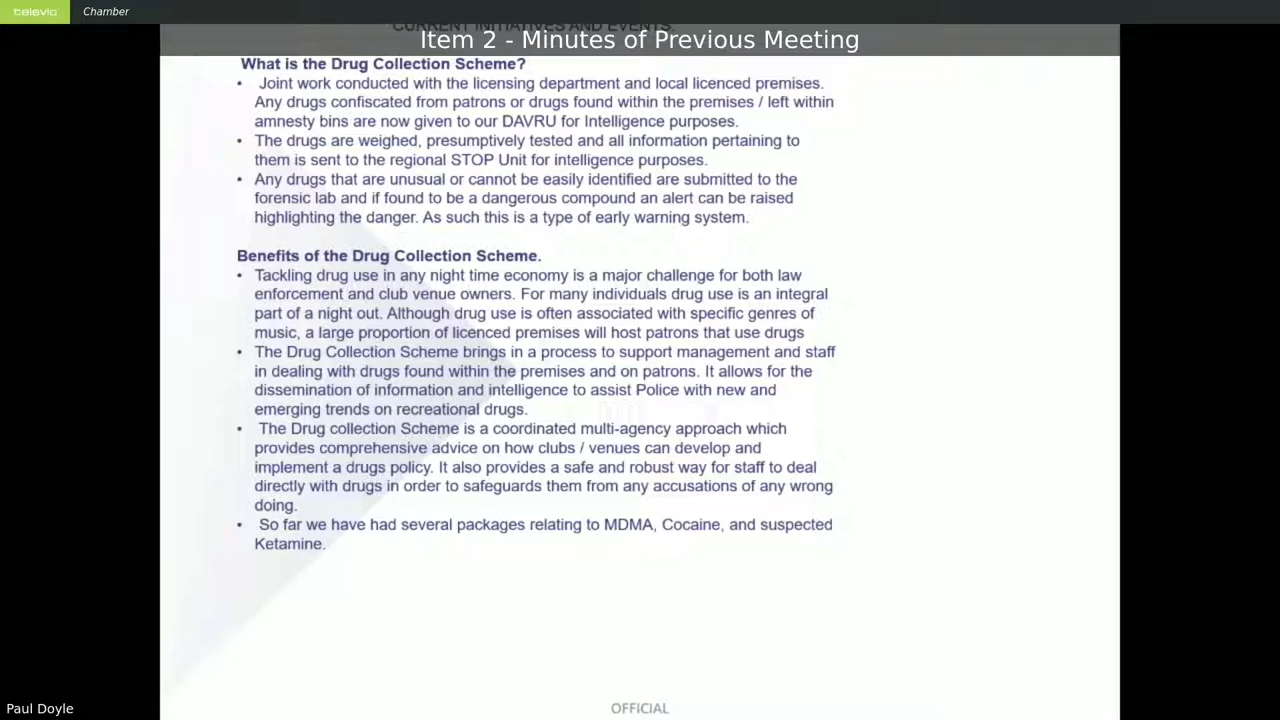 televic
Chamber
CURRENT INITIATIVES AND EVENTS.
Item 2 - Minutes of Previous Meeting
What is the Drug Collection Scheme?
• Joint work conducted with the licensing department and local licenced premises.
Any drugs confiscated from patrons or drugs found within the premises / left within
amnesty bins are now given to our DAVRU for Intelligence purposes.
• The drugs are weighed, presumptively tested and all information pertaining to
them is sent to the regional STOP Unit for intelligence purposes.
• Any drugs that are unusual or cannot be easily identified are submitted to the
forensic lab and if found to be a dangerous compound an alert can be raised
highlighting the danger. As such this is a type of early warning system.
Benefits of the Drug Collection Scheme.
• Tackling drug use in any night time economy is a major challenge for both law
enforcement and club venue owners. For many individuals drug use is an integral
part of a night out. Although drug use is often associated with specific genres of
music, a large proportion of licenced premises will host patrons that use drugs
• The Drug Collection Scheme brings in a process to support management and staff
in dealing with drugs found within the premises and on patrons. It allows for the
dissemination of information and intelligence to assist Police with new and
emerging trends on recreational drugs.
• The Drug collection Scheme is a coordinated multi-agency approach which
provides comprehensive advice on how clubs / venues can develop and
implement a drugs policy. It also provides a safe and robust way for staff to deal
directly with drugs in order to safeguards them from any accusations of any wrong
doing.
• So far we have had several packages relating to MDMA, Cocaine, and suspected
Ketamine.
Paul Doyle
OFFICIAL